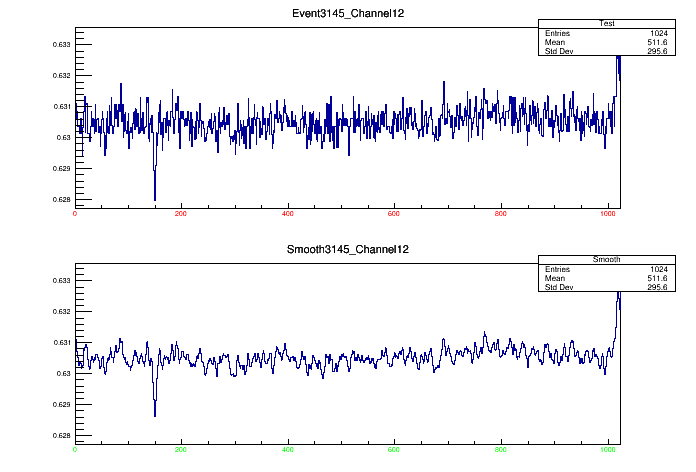 Event3145_Channel12
Test
Entries 1024
Mean 511.6
Std Dev 295.6
0.633
0.632
0.631
0.63
0.629
0.628
0 200 400 600 800 1000
Smooth3145_Channel12
Smooth
Entries 1024
Mean 511.6
Std Dev 295.6
0.633
0.632
0.631
0.63
0.629
0.628
0 200 400 600 800 1000